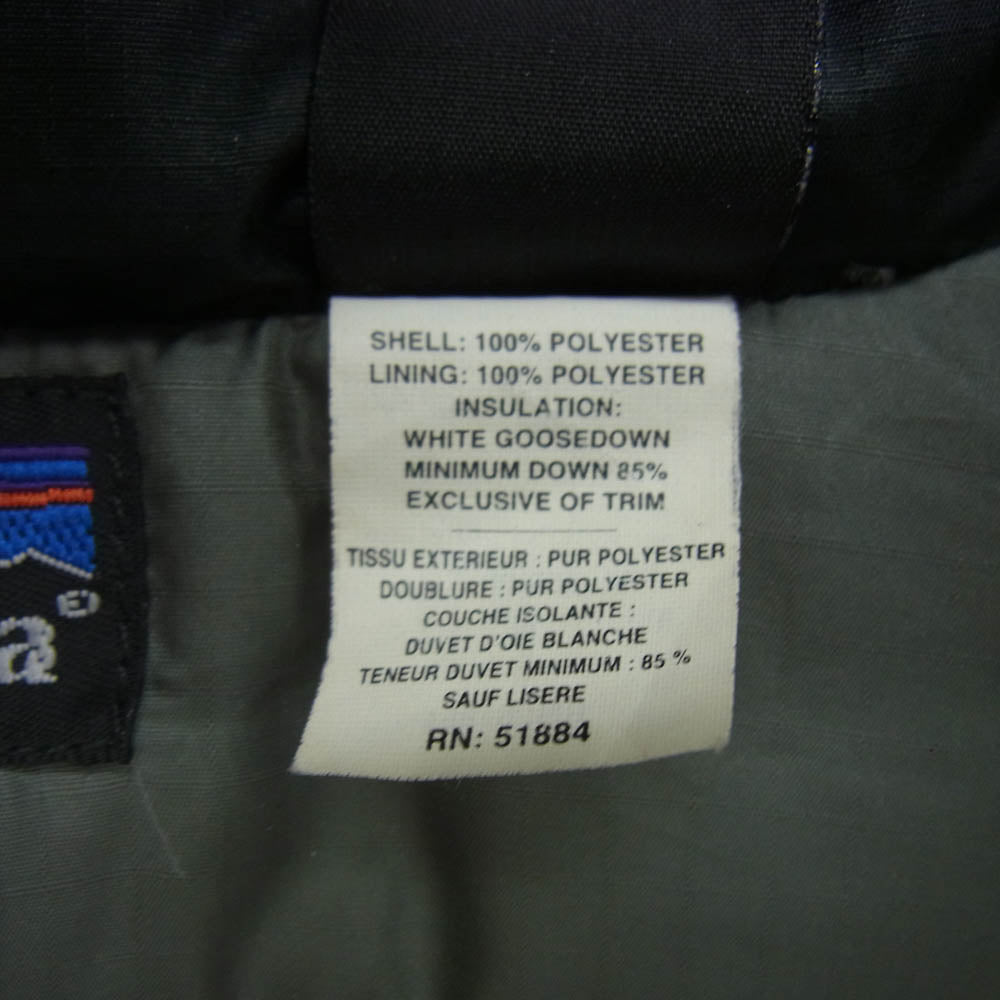 SHELL: 100% POLYESTER
LINING: 100% POLYESTER
INSULATION:
WHITE GOOSEDOWN
MINIMUM DOWN 85%
EXCLUSIVE OF TRIM
TISSU EXTERIEUR : PUR POLYESTER
DOUBLURE : PUR POLYESTER
COUCHE ISOLANTE :
DUVET D'OIE BLANCHE
TENEUR DUVET MINIMUM : 85 %
SAUF LISERE
RN: 51884
a®